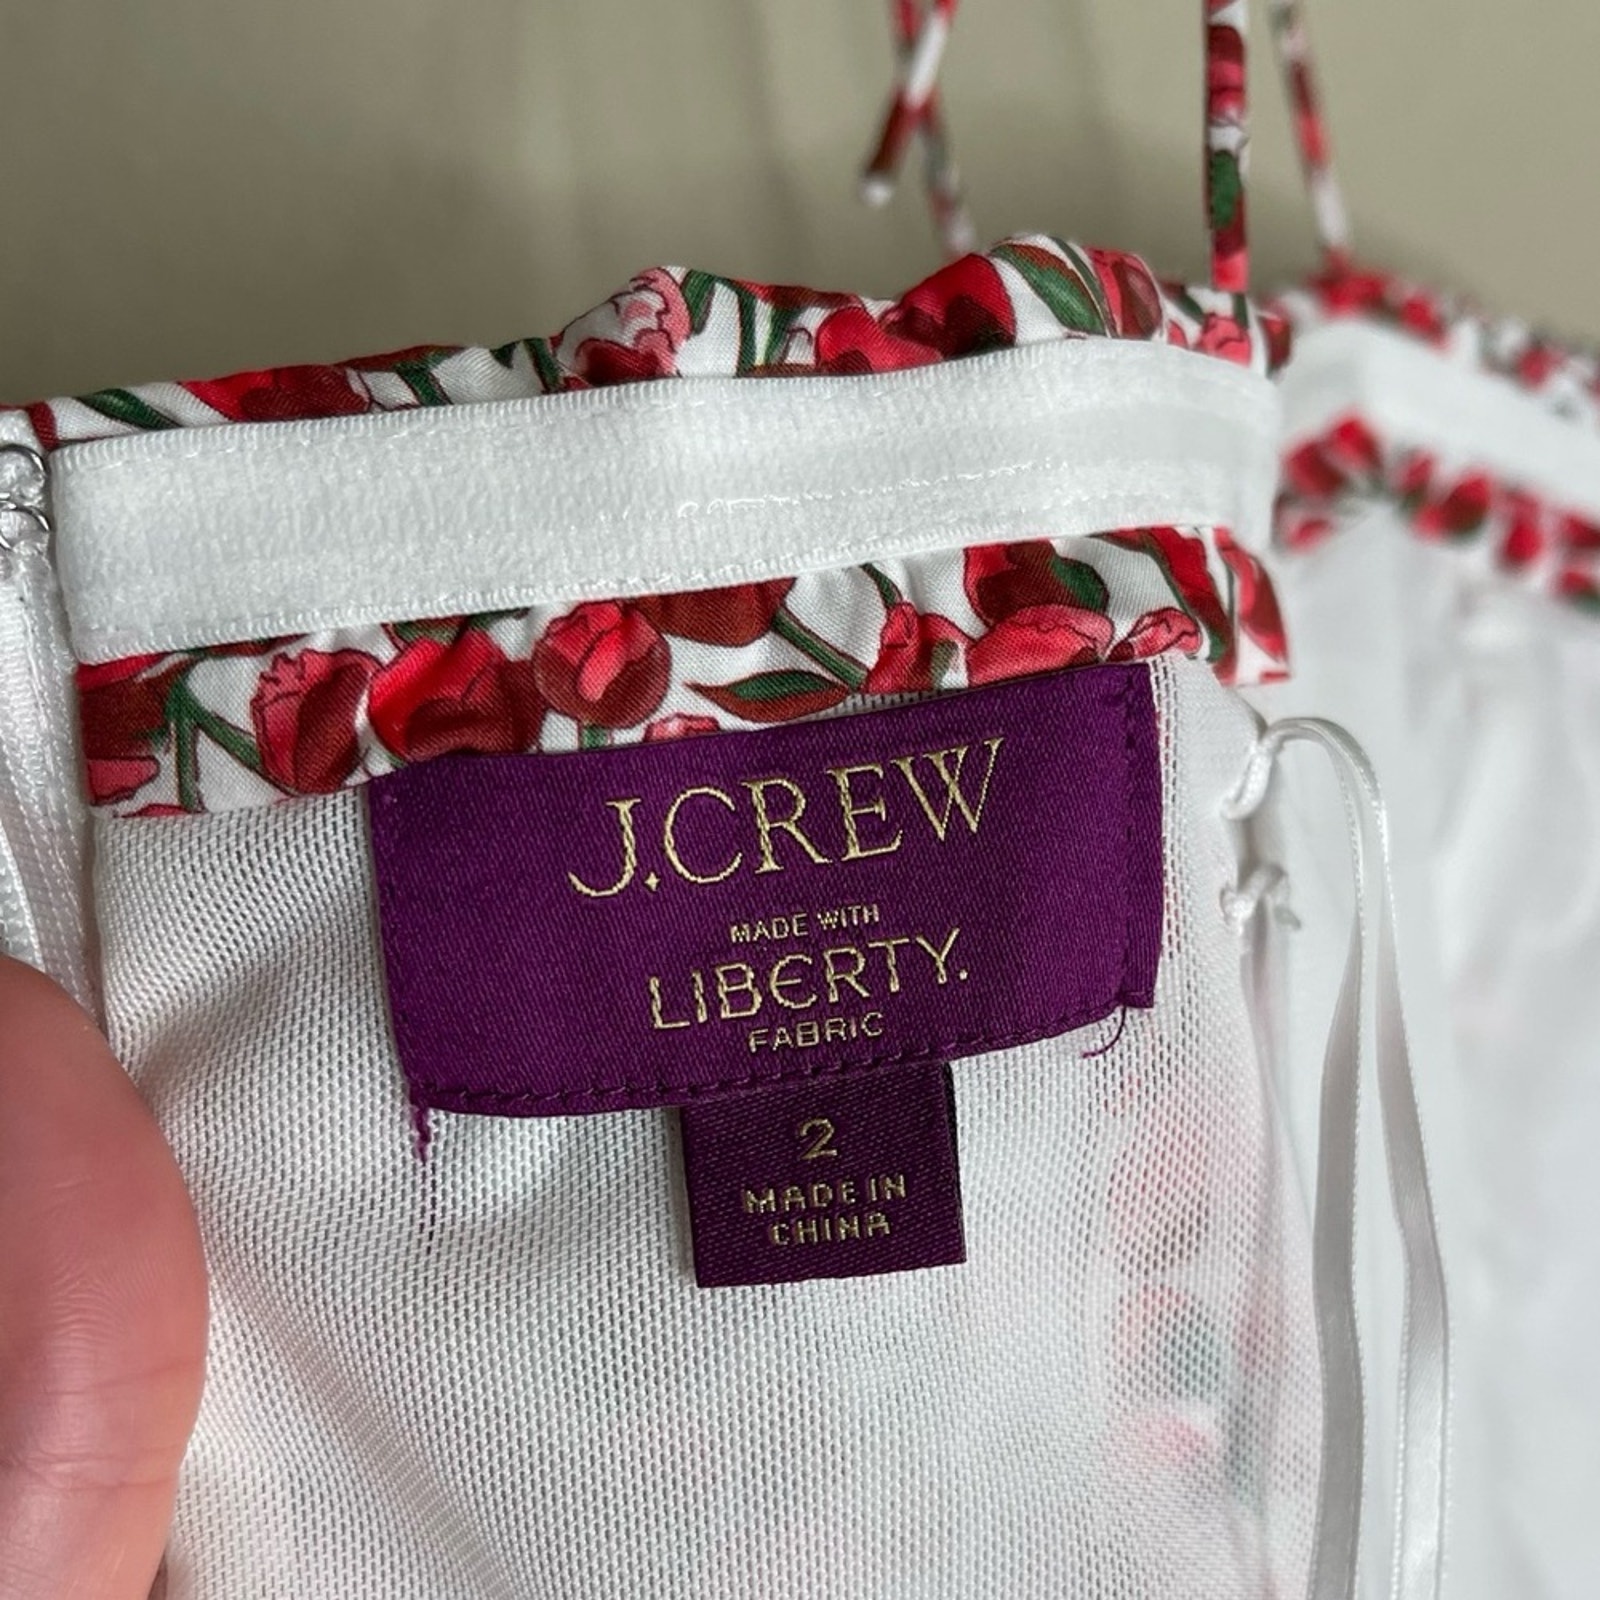 J.CREW
MADE WITH
LIBERTY.
FABRIC
2
MADE IN
CHINA